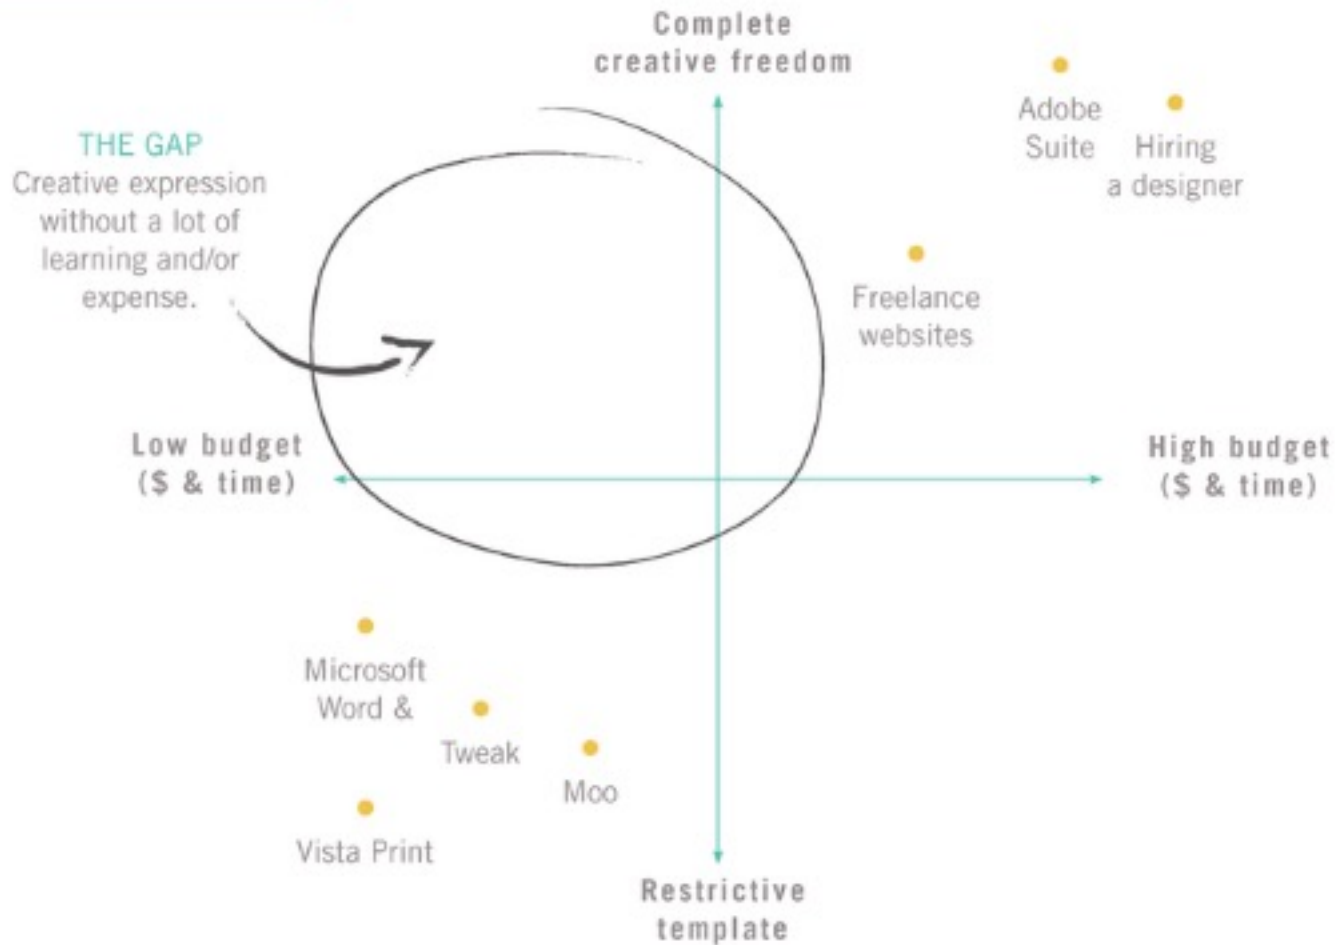 Complete
creative freedom
THE GAP
Creative expression
without a lot of
learning and/or
expense.
Adobe
Suite
Hiring
a designer
Freelance
websites
Low budget
($ & time)
High budget
($ & time)
Microsoft
Word &
Tweak
Moo
Vista Print
Restrictive
template